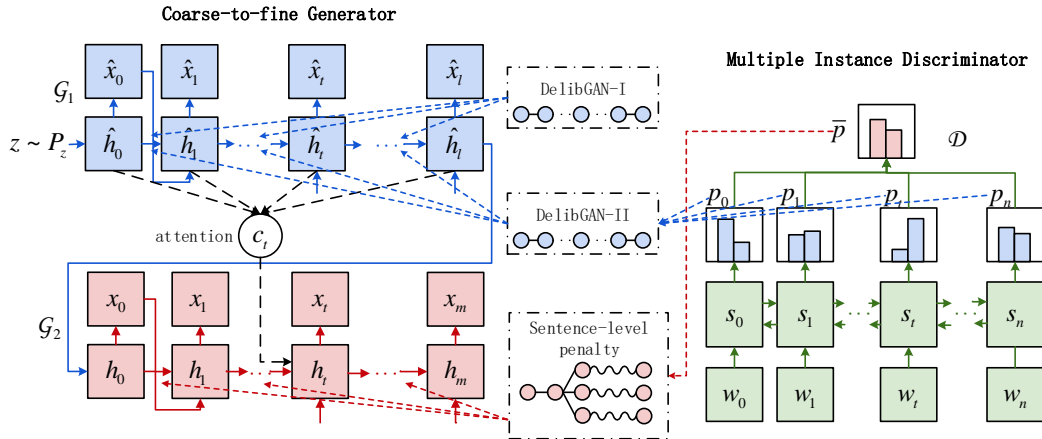 Coarse-to-fine Generator
Multiple Instance Discriminator
x̂₀ x̂₁ x̂ₜ x̂ₗ
𝒢₁
z ~ P_z ĥ₀ ĥ₁ ··· ĥₜ ··· ĥₗ
DelibGAN-I
p̄ 𝒟
DelibGAN-II
p₀ p₁ pₜ pₙ
attention cₜ
x₀ x₁ xₜ xₘ
𝒢₂
h₀ h₁ ··· hₜ ··· hₘ
Sentence-level
penalty
s₀ s₁ ··· sₜ ··· sₙ
w₀ w₁ wₜ wₙ